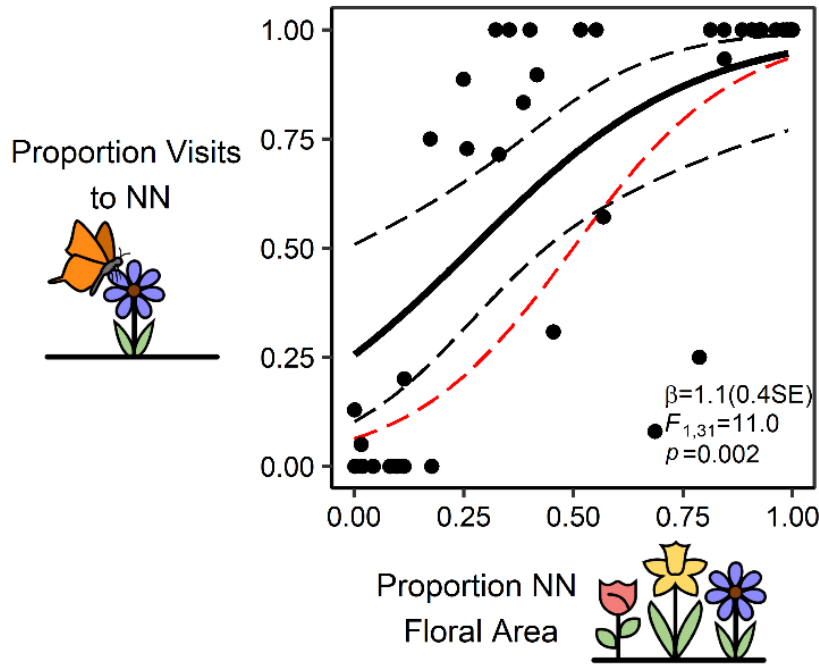 Proportion Visits
to NN
1.00
0.75
0.50
0.25
0.00
β=1.1(0.4SE)
F1,31=11.0
p=0.002
0.00 0.25 0.50 0.75 1.00
Proportion NN
Floral Area